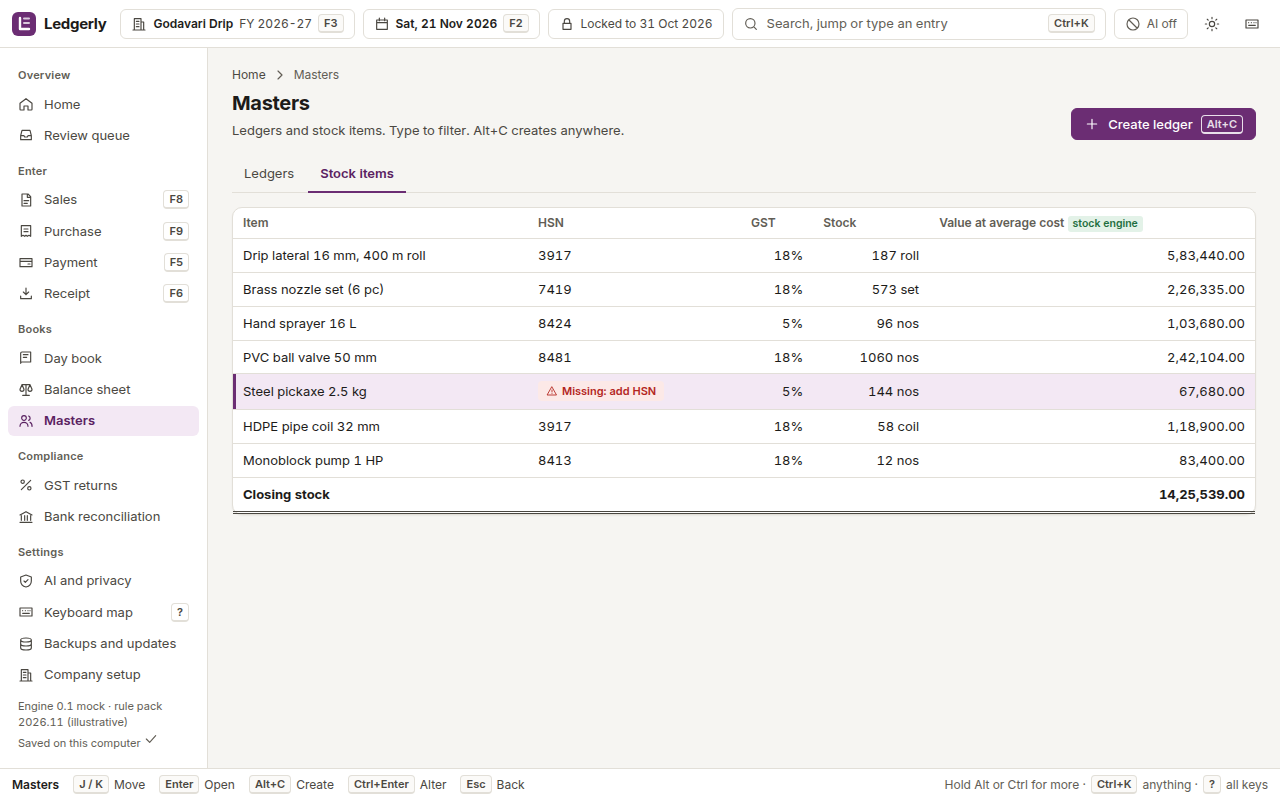 Ledgerly
Godavari Drip FY 2026-27 F3
Sat, 21 Nov 2026 F2
Locked to 31 Oct 2026
Search, jump or type an entry Ctrl+K
AI off
Overview
Home
Review queue
Enter
Sales F8
Purchase F9
Payment F5
Receipt F6
Books
Day book
Balance sheet
Masters
Compliance
GST returns
Bank reconciliation
Settings
AI and privacy
Keyboard map ?
Backups and updates
Company setup
Engine 0.1 mock · rule pack
2026.11 (illustrative)
Saved on this computer
Home Masters
Masters
Ledgers and stock items. Type to filter. Alt+C creates anywhere.
Create ledger Alt+C
Ledgers Stock items
Item HSN GST Stock Value at average cost stock engine
Drip lateral 16 mm, 400 m roll 3917 18% 187 roll 5,83,440.00
Brass nozzle set (6 pc) 7419 18% 573 set 2,26,335.00
Hand sprayer 16 L 8424 5% 96 nos 1,03,680.00
PVC ball valve 50 mm 8481 18% 1060 nos 2,42,104.00
Steel pickaxe 2.5 kg Missing: add HSN 5% 144 nos 67,680.00
HDPE pipe coil 32 mm 3917 18% 58 coil 1,18,900.00
Monoblock pump 1 HP 8413 18% 12 nos 83,400.00
Closing stock 14,25,539.00
Masters J / K Move Enter Open Alt+C Create Ctrl+Enter Alter Esc Back
Hold Alt or Ctrl for more · Ctrl+K anything · ? all keys